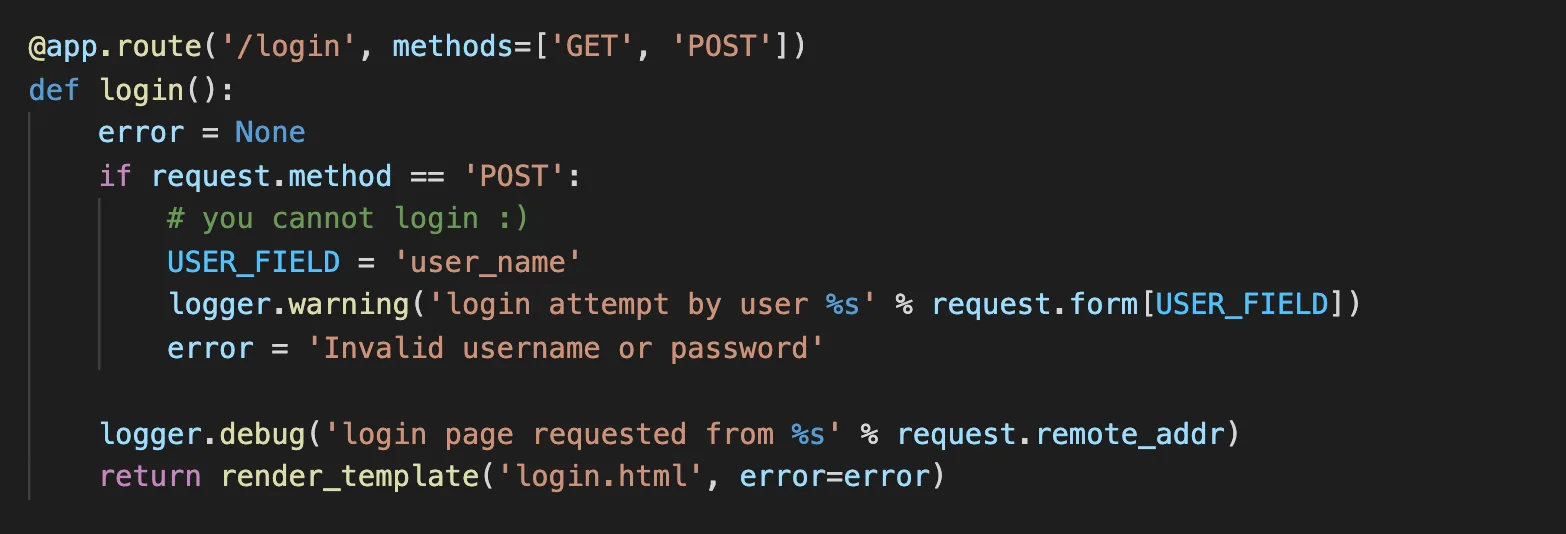 @app.route('/login', methods=['GET', 'POST'])
def login():
    error = None
    if request.method == 'POST':
        # you cannot login :)
        USER_FIELD = 'user_name'
        logger.warning('login attempt by user %s' % request.form[USER_FIELD])
        error = 'Invalid username or password'

    logger.debug('login page requested from %s' % request.remote_addr)
    return render_template('login.html', error=error)